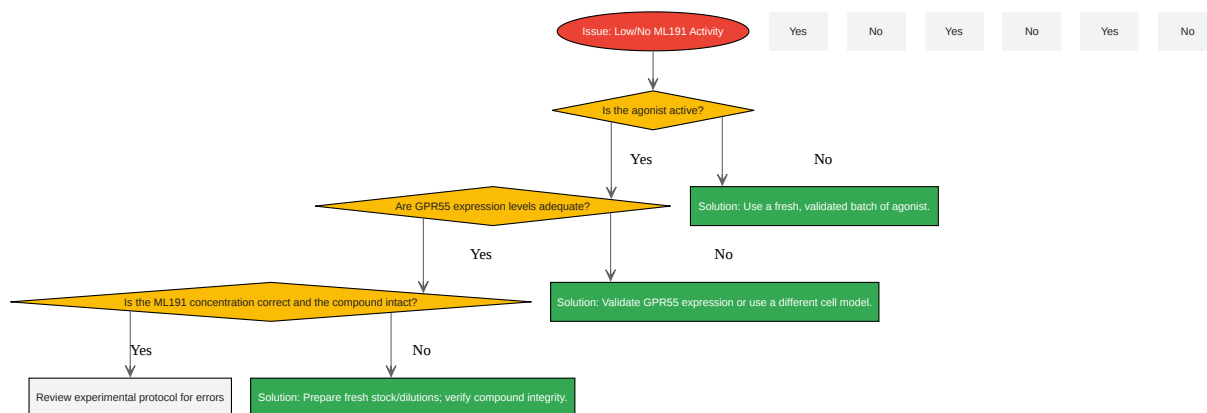 Issue: Low/No ML191 Activity
Yes
No
Yes
No
Yes
No
Is the agonist active?
Yes
No
Are GPR55 expression levels adequate?
Solution: Use a fresh, validated batch of agonist.
Yes
No
Is the ML191 concentration correct and the compound intact?
Solution: Validate GPR55 expression or use a different cell model.
Yes
No
Review experimental protocol for errors
Solution: Prepare fresh stock/dilutions; verify compound integrity.